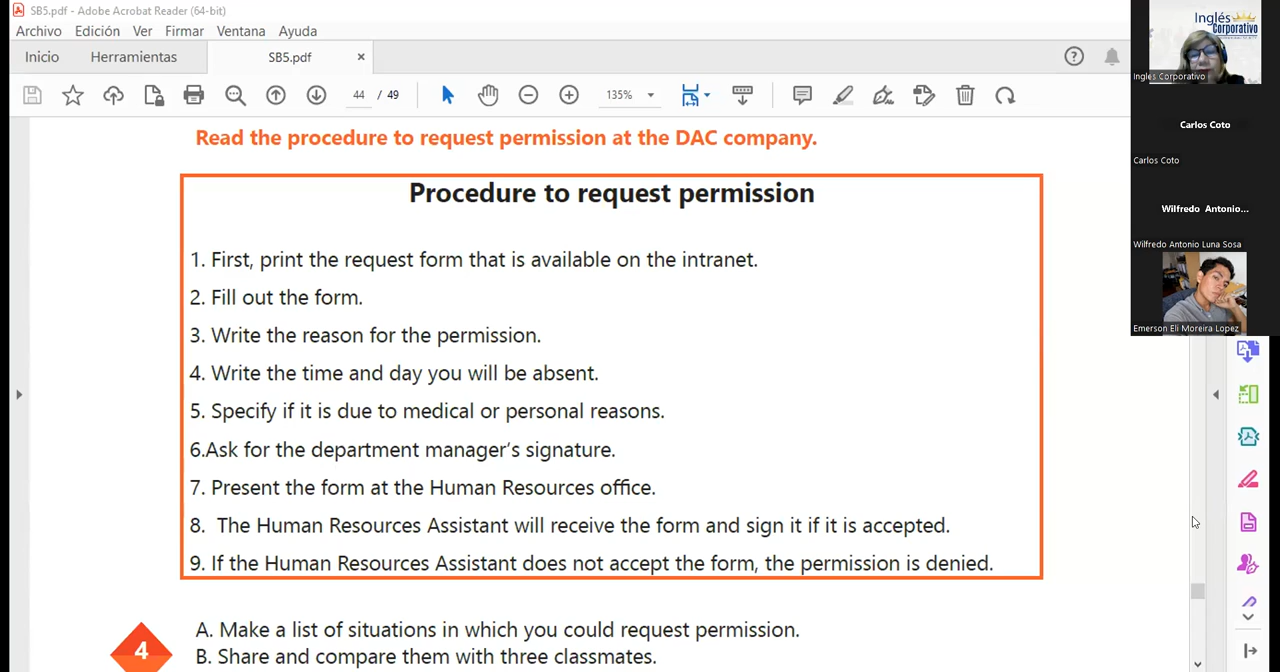 SB5.pdf - Adobe Acrobat Reader (64-bit)
Archivo Edición Ver Firmar Ventana Ayuda
Inicio Herramientas SB5.pdf ×
44 / 49 135%
Read the procedure to request permission at the DAC company.
Procedure to request permission
1. First, print the request form that is available on the intranet.
2. Fill out the form.
3. Write the reason for the permission.
4. Write the time and day you will be absent.
5. Specify if it is due to medical or personal reasons.
6.Ask for the department manager’s signature.
7. Present the form at the Human Resources office.
8. The Human Resources Assistant will receive the form and sign it if it is accepted.
9. If the Human Resources Assistant does not accept the form, the permission is denied.
4
A. Make a list of situations in which you could request permission.
B. Share and compare them with three classmates.
Inglés
Corporativo
Ingles Corporativo
Carlos Coto
Carlos Coto
Wilfredo Antonio...
Wilfredo Antonio Luna Sosa
Emerson Eli Moreira Lopez